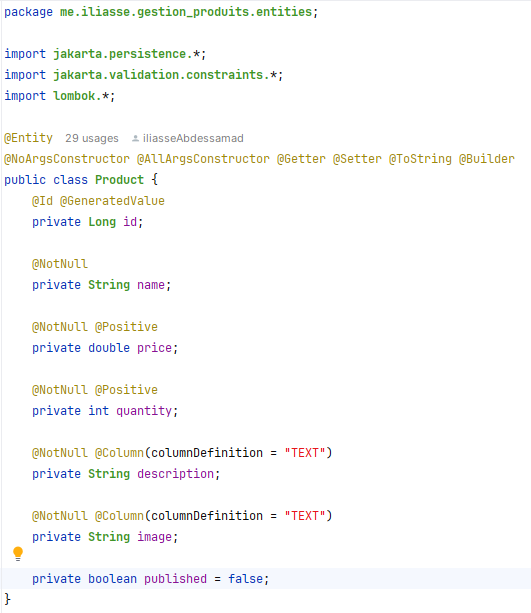 package me.iliasse.gestion_produits.entities;
import jakarta.persistence.*;
import jakarta.validation.constraints.*;
import lombok.*;
@Entity 29 usages iliasseAbdessamad
@NoArgsConstructor @AllArgsConstructor @Getter @Setter @ToString @Builder
public class Product {
@Id @GeneratedValue
private Long id;
@NotNull
private String name;
@NotNull @Positive
private double price;
@NotNull @Positive
private int quantity;
@NotNull @Column(columnDefinition = "TEXT")
private String description;
@NotNull @Column(columnDefinition = "TEXT")
private String image;
private boolean published = false;
}